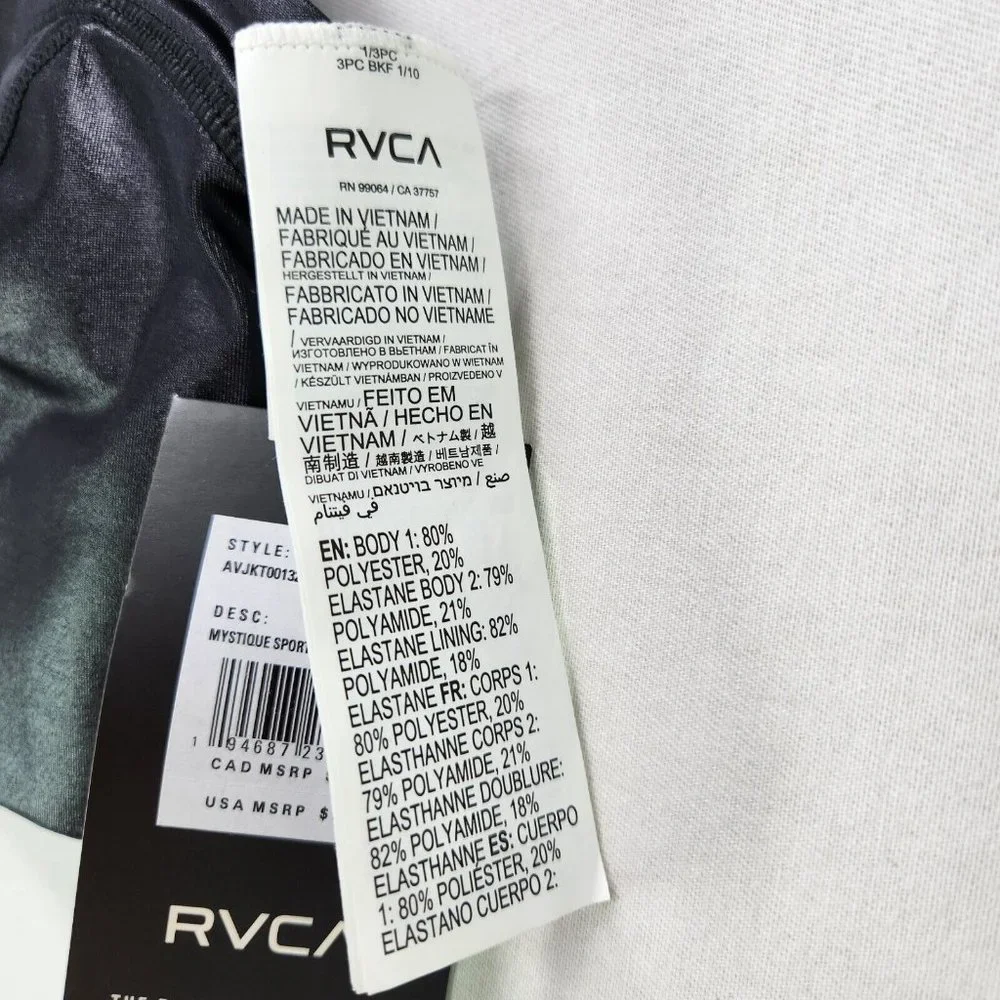 1/3PC
3PC BKF 1/10
RVCA
RN 99064 / CA 37757
MADE IN VIETNAM /
FABRIQUÉ AU VIETNAM /
FABRICADO EN VIETNAM /
HERGESTELLT IN VIETNAM /
FABBRICATO IN VIETNAM /
FABRICADO NO VIETNAME
/ VERVAARDIGD IN VIETNAM /
ИЗГОТОВЛЕНО В ВЬЕТНАМ / FABRICAT ÎN
VIETNAM / WYPRODUKOWANO W WIETNAM
/ KÉSZÜLT VIETNÁMBAN / PROIZVEDENO V
VIETNAMU / FEITO EM
VIETNÃ / HECHO EN
VIETNAM / ベトナム製 / 越
南制造 / 越南製造 / 베트남제품 /
DIBUAT DI VIETNAM / VYROBENO VE
VIETNAMU / מיוצר בויטנאם / صنع
في فيتنام
EN: BODY 1: 80%
POLYESTER, 20%
ELASTANE BODY 2: 79%
POLYAMIDE, 21%
ELASTANE LINING: 82%
POLYAMIDE, 18%
ELASTANE FR: CORPS 1:
80% POLYESTER, 20%
ELASTHANNE CORPS 2:
79% POLYAMIDE, 21%
ELASTHANNE DOUBLURE:
82% POLYAMIDE, 18%
ELASTHANNE ES: CUERPO
1: 80% POLIÉSTER, 20%
ELASTANO CUERPO 2:
STYLE:
AVJKT0013
DESC:
MYSTIQUE SPORT
1 94687 23
CAD MSRP
USA MSRP $
RVCA
THE